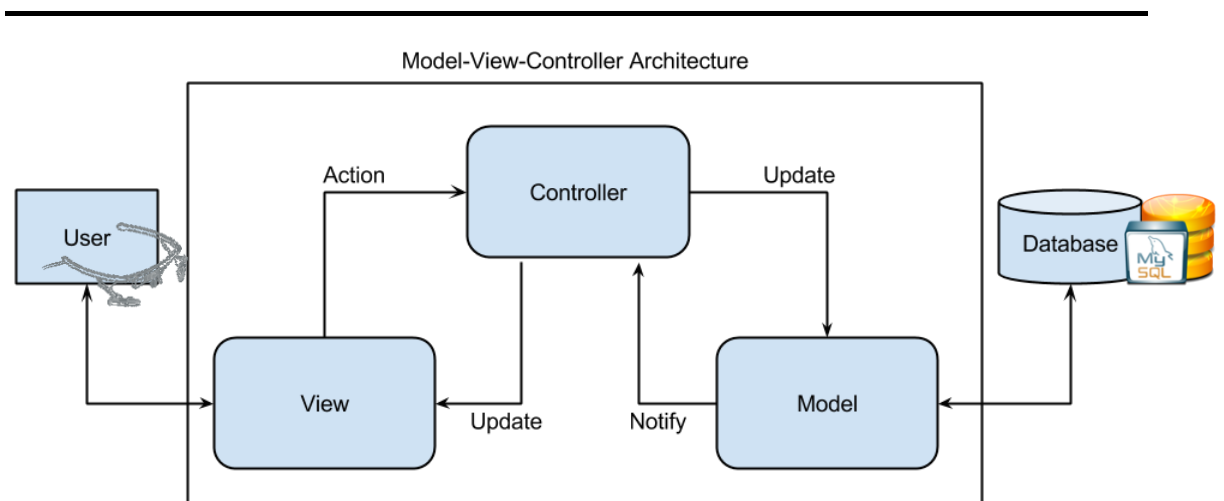 Model-View-Controller Architecture
Action
Controller
Update
User
Database
My
SQL
View
Update
Notify
Model